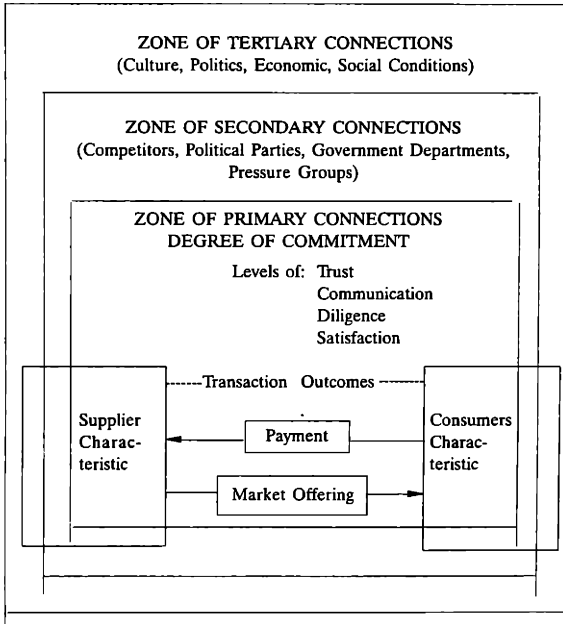 ZONE OF TERTIARY CONNECTIONS
(Culture, Politics, Economic, Social Conditions)
ZONE OF SECONDARY CONNECTIONS
(Competitors, Political Parties, Government Departments,
Pressure Groups)
ZONE OF PRIMARY CONNECTIONS
DEGREE OF COMMITMENT
Levels of: Trust
Communication
Diligence
Satisfaction
Transaction Outcomes
Supplier
Charac-
teristic
Payment
Market Offering
Consumers
Charac-
teristic